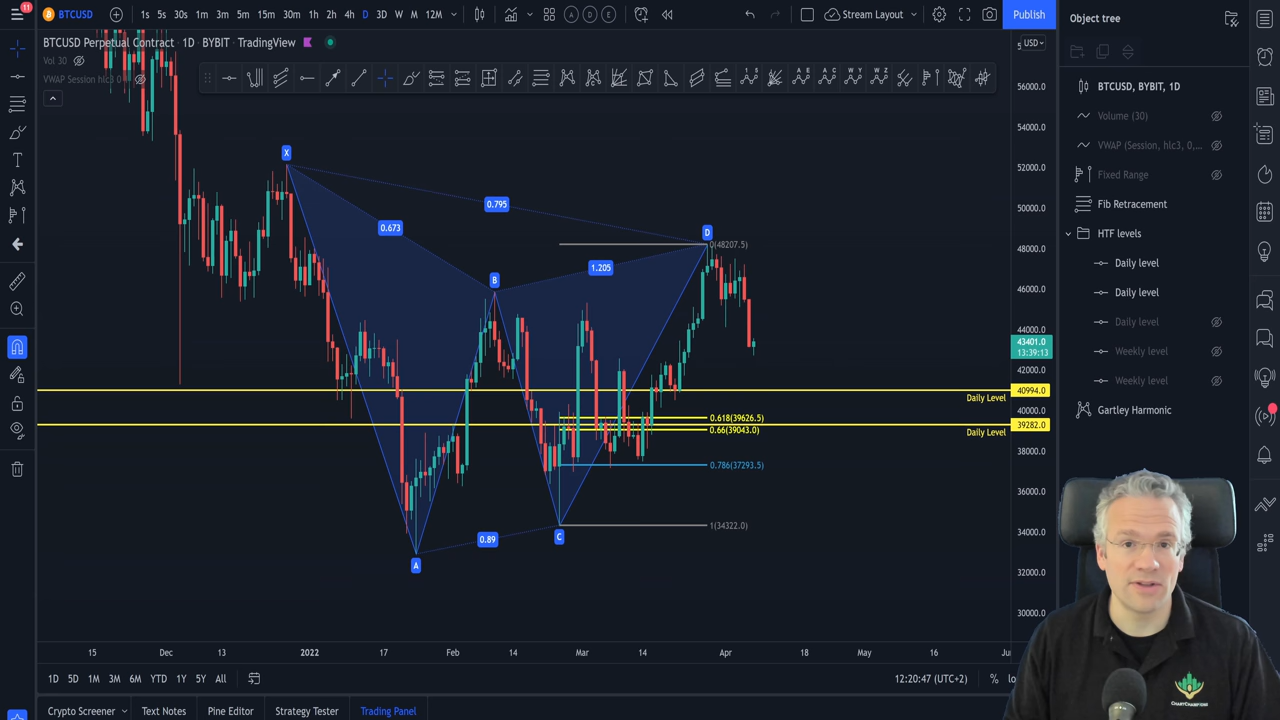 11
BTCUSD
1s 5s 30s 1m 3m 5m 15m 30m 1h 2h 4h D 3D W M 12M
A D E
Stream Layout
Publish
Object tree
BTCUSD Perpetual Contract · 1D · BYBIT · TradingView
Vol 30
VWAP Session hlc3 0
USD
56000.0
54000.0
52000.0
50000.0
48000.0
46000.0
44000.0
43401.0
13:39:13
42000.0
40994.0
40000.0
39282.0
38000.0
36000.0
34000.0
32000.0
30000.0
X
0.795
0.673
D
0(48207.5)
1.205
B
Daily Level
0.618(39626.5)
0.66(39043.0)
Daily Level
0.786(37293.5)
1(34322.0)
C
0.89
A
15 Dec 13 2022 17 Feb 14 Mar 14 Apr 18 May 16 Jun
1D 5D 1M 3M 6M YTD 1Y 5Y All
12:20:47 (UTC+2)
%
Crypto Screener Text Notes Pine Editor Strategy Tester Trading Panel
BTCUSD, BYBIT, 1D
Volume (30)
VWAP (Session, hlc3, 0,...
Fixed Range
Fib Retracement
HTF levels
Daily level
Daily level
Daily level
Weekly level
Weekly level
Gartley Harmonic
CHARTCHAMPIONS